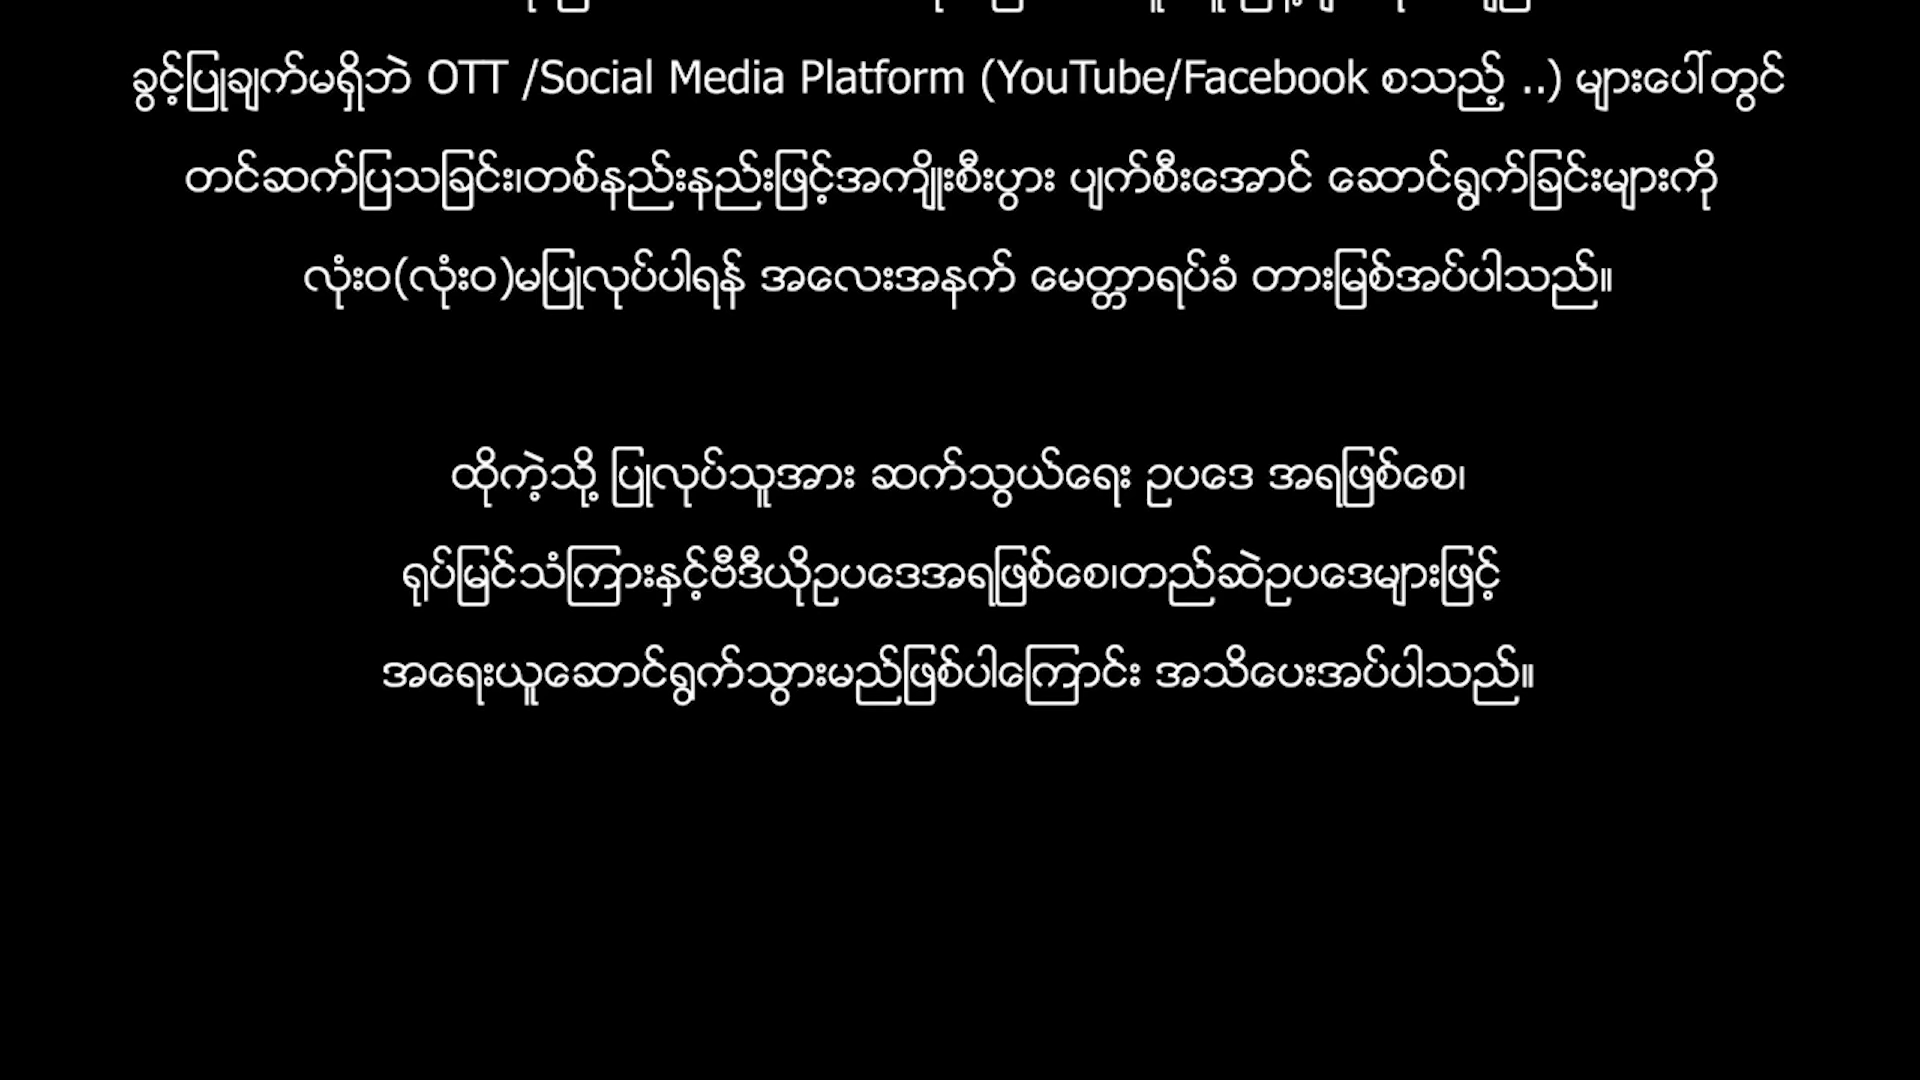 ခွင့်ပြုချက်မရှိဘဲ OTT /Social Media Platform (YouTube/Facebook စသည့် ..) များပေါ်တွင်
တင်ဆက်ပြသခြင်း၊တစ်နည်းနည်းဖြင့်အကျိုးစီးပွား ပျက်စီးအောင် ဆောင်ရွက်ခြင်းများကို
လုံးဝ(လုံးဝ)မပြုလုပ်ပါရန် အလေးအနက် မေတ္တာရပ်ခံ တားမြစ်အပ်ပါသည်။
ထိုကဲ့သို့ ပြုလုပ်သူအား ဆက်သွယ်ရေး ဥပဒေ အရဖြစ်စေ၊
ရုပ်မြင်သံကြားနှင့်ဗီဒီယိုဥပဒေအရဖြစ်စေ၊တည်ဆဲဥပဒေများဖြင့်
အရေးယူဆောင်ရွက်သွားမည်ဖြစ်ပါကြောင်း အသိပေးအပ်ပါသည်။